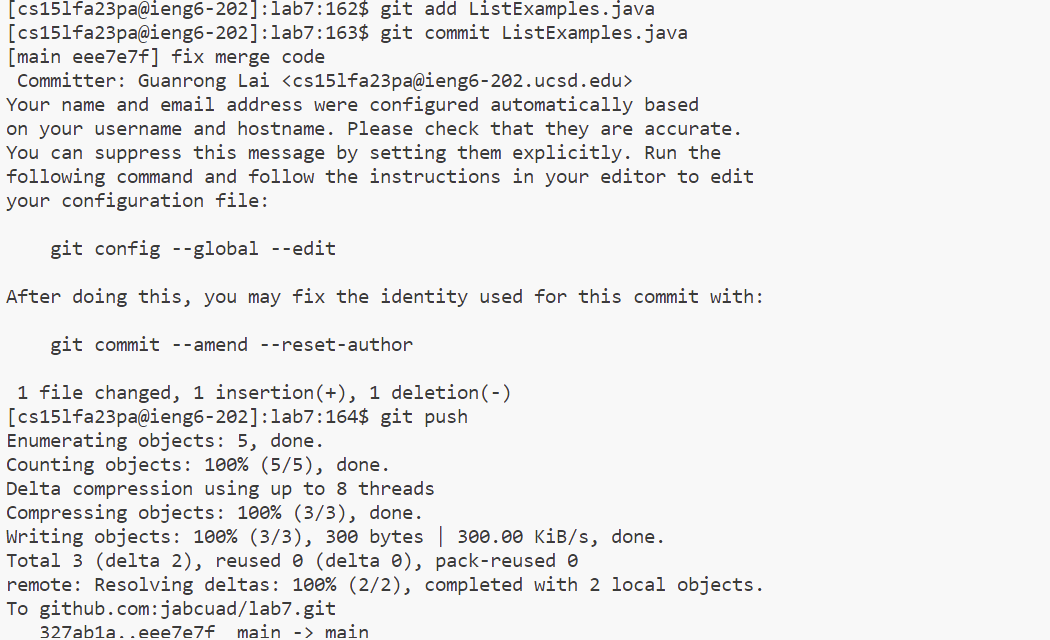 [cs15lfa23pa@ieng6-202]:lab7:162$ git add ListExamples.java
[cs15lfa23pa@ieng6-202]:lab7:163$ git commit ListExamples.java
[main eee7e7f] fix merge code
 Committer: Guanrong Lai <cs15lfa23pa@ieng6-202.ucsd.edu>
Your name and email address were configured automatically based
on your username and hostname. Please check that they are accurate.
You can suppress this message by setting them explicitly. Run the
following command and follow the instructions in your editor to edit
your configuration file:

    git config --global --edit

After doing this, you may fix the identity used for this commit with:

    git commit --amend --reset-author

 1 file changed, 1 insertion(+), 1 deletion(-)
[cs15lfa23pa@ieng6-202]:lab7:164$ git push
Enumerating objects: 5, done.
Counting objects: 100% (5/5), done.
Delta compression using up to 8 threads
Compressing objects: 100% (3/3), done.
Writing objects: 100% (3/3), 300 bytes | 300.00 KiB/s, done.
Total 3 (delta 2), reused 0 (delta 0), pack-reused 0
remote: Resolving deltas: 100% (2/2), completed with 2 local objects.
To github.com:jabcuad/lab7.git
   327ab1a..eee7e7f  main -> main